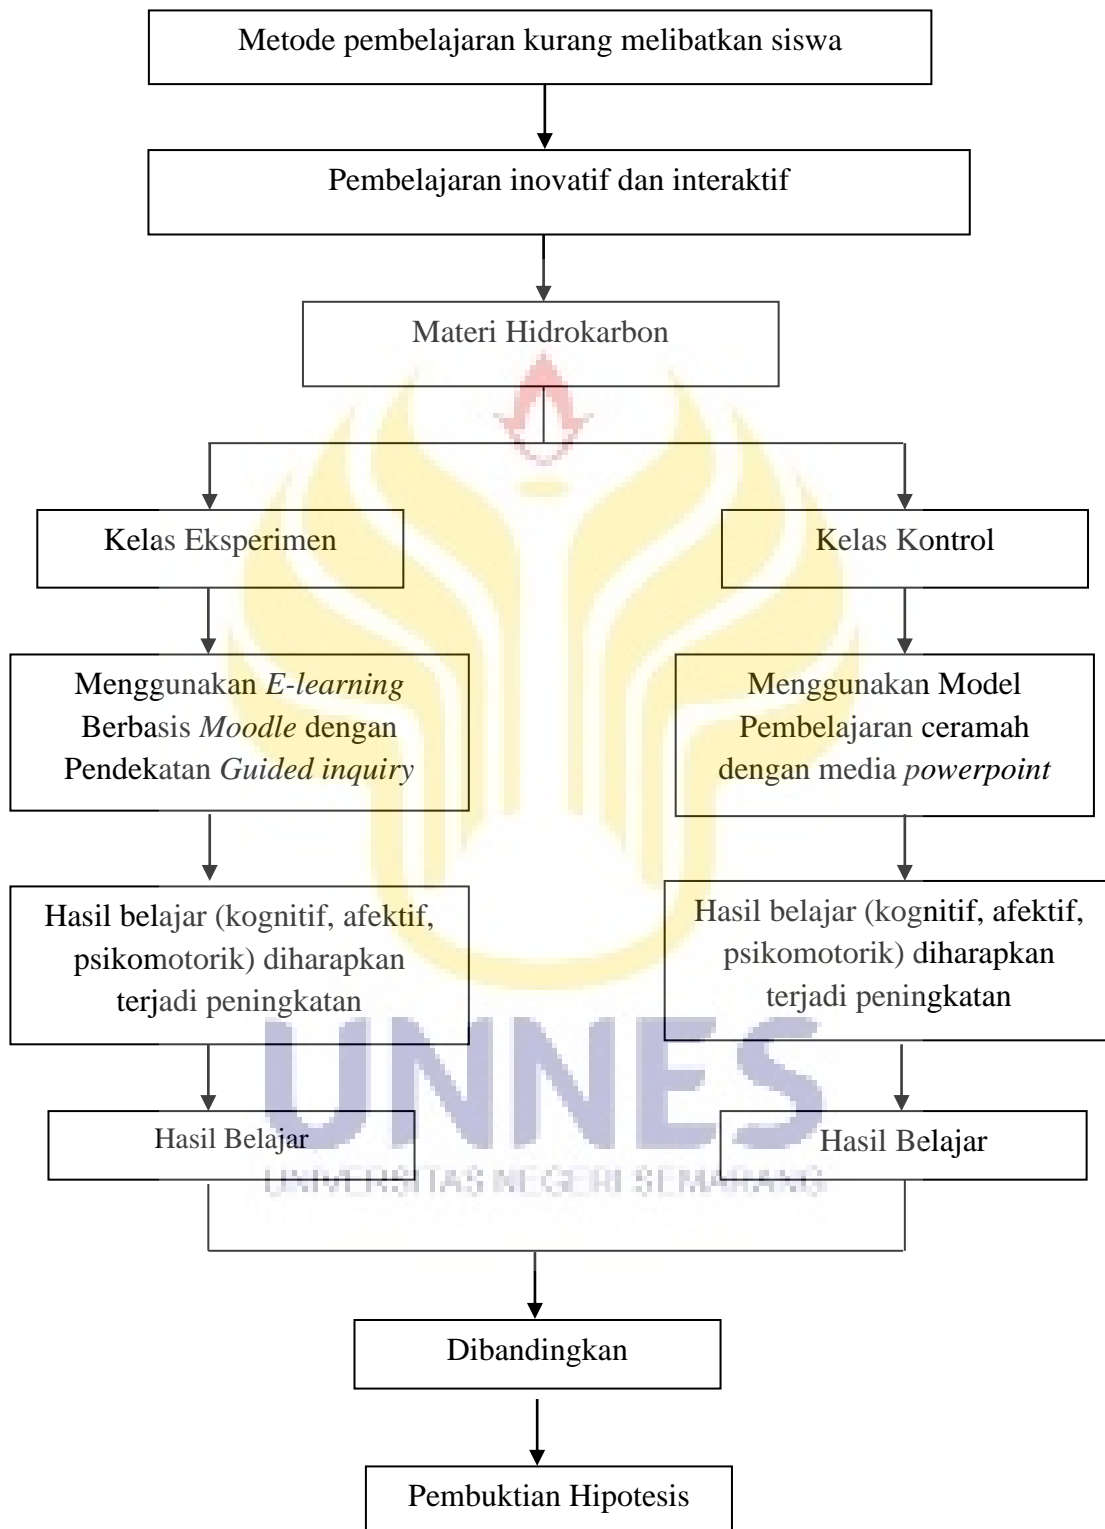 Metode pembelajaran kurang melibatkan siswa
Pembelajaran inovatif dan interaktif
Materi Hidrokarbon
Kelas Eksperimen
Kelas Kontrol
Menggunakan E-learning
Berbasis Moodle dengan
Pendekatan Guided inquiry
Menggunakan Model
Pembelajaran ceramah
dengan media powerpoint
Hasil belajar (kognitif, afektif,
psikomotorik) diharapkan
terjadi peningkatan
Hasil belajar (kognitif, afektif,
psikomotorik) diharapkan
terjadi peningkatan
UNNES
Hasil Belajar
Hasil Belajar
UNIVERSITAS NEGERI SEMARANG
Dibandingkan
Pembuktian Hipotesis